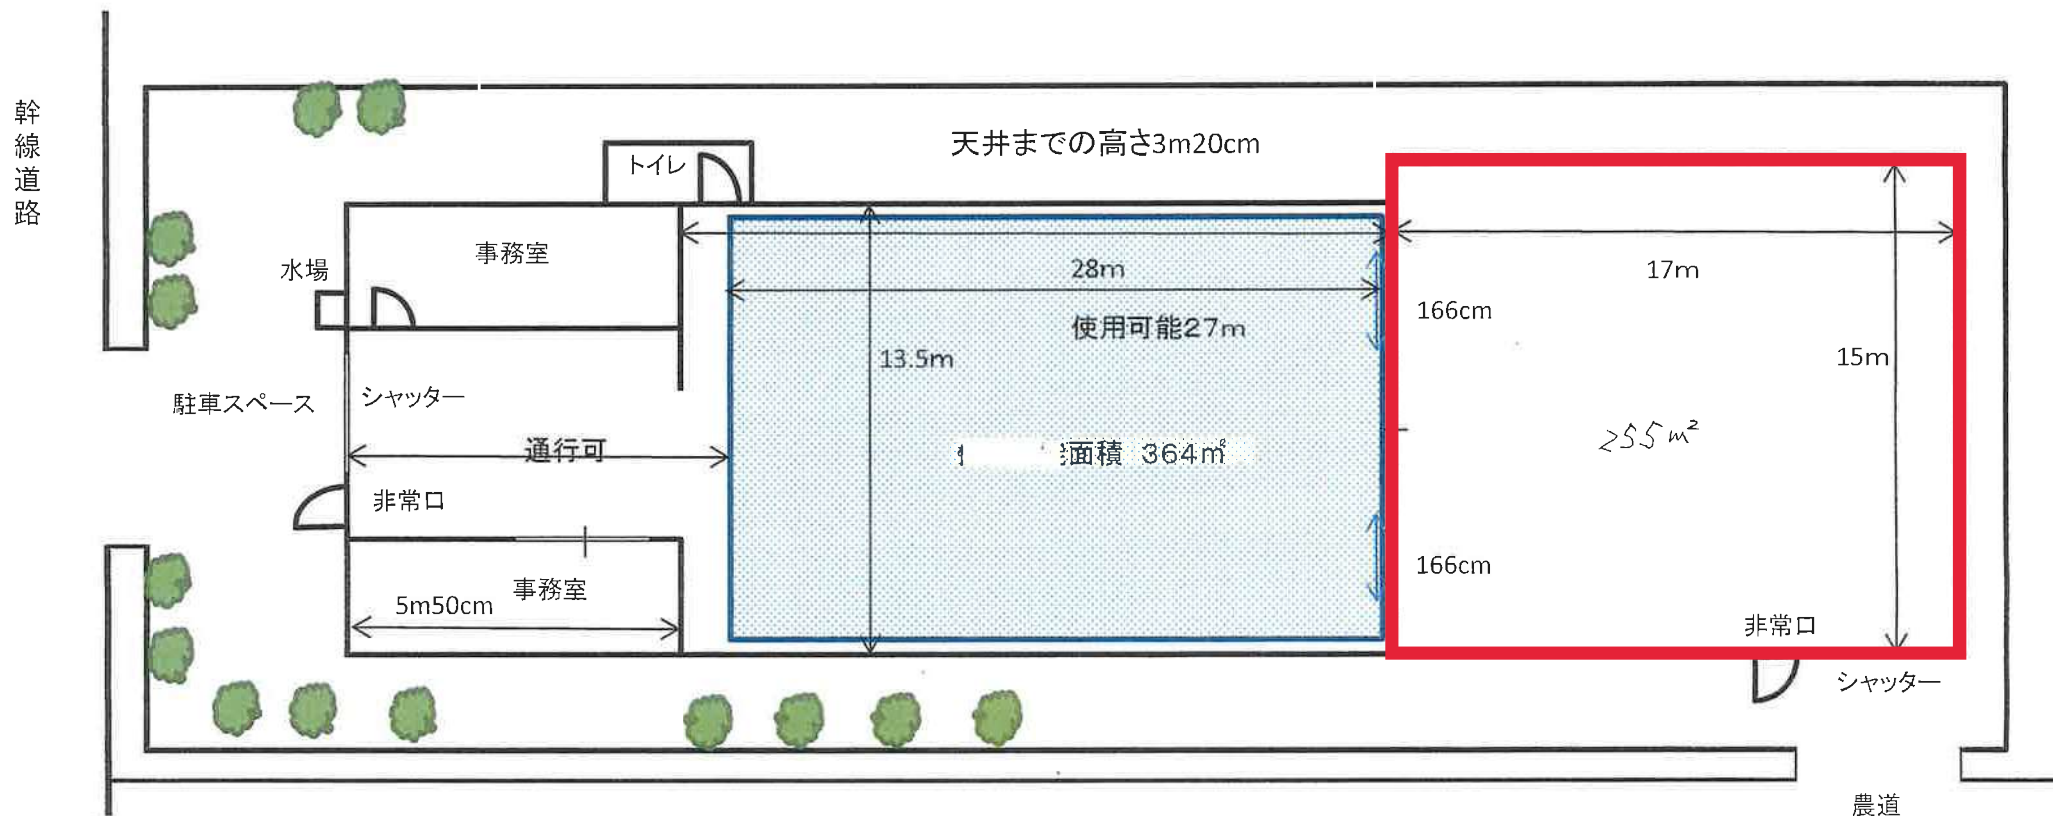 幹線道路
天井までの高さ3m20cm
トイレ
事務室
水場
28m
17m
166cm
使用可能27m
13.5m
15m
駐車スペース
シャッター
通行可
面積 364㎡
255m²
非常口
166cm
事務室
5m50cm
非常口
シャッター
農道